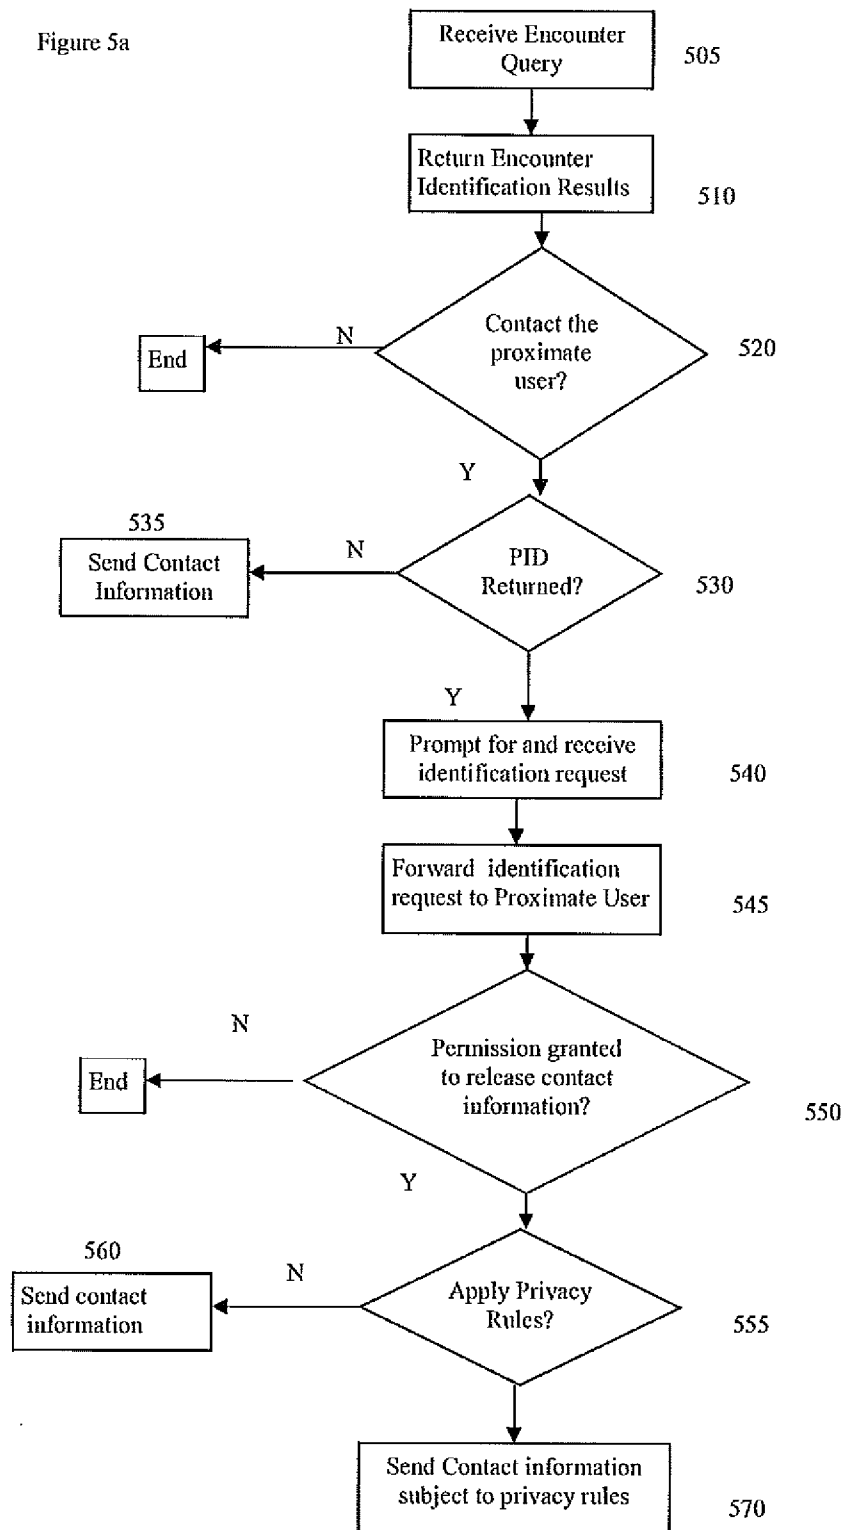 Figure 5a
Receive Encounter
Query
505
Return Encounter
Identification Results
510
Contact the
proximate
user?
520
N
End
Y
535
Send Contact
Information
N
PID
Returned?
530
Y
Prompt for and receive
identification request
540
Forward identification
request to Proximate User
545
N
Permission granted
to release contact
information?
End
550
Y
560
Send contact
information
N
Apply Privacy
Rules?
555
Send Contact information
subject to privacy rules
570